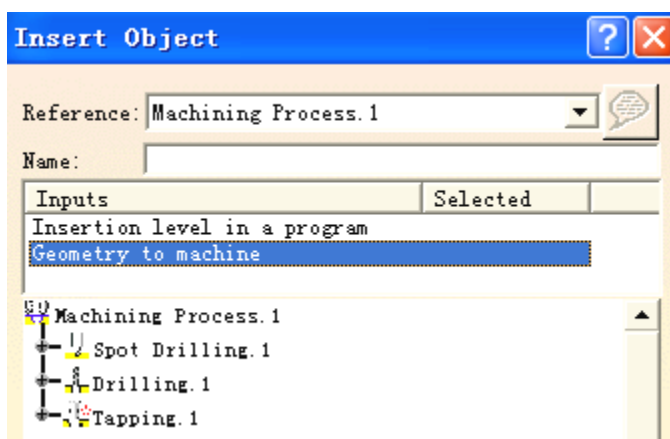 Insert Object
Reference: Machining Process.1
Name:
Inputs Selected
Insertion level in a program
Geometry to machine
Machining Process.1
Spot Drilling.1
Drilling.1
Tapping.1